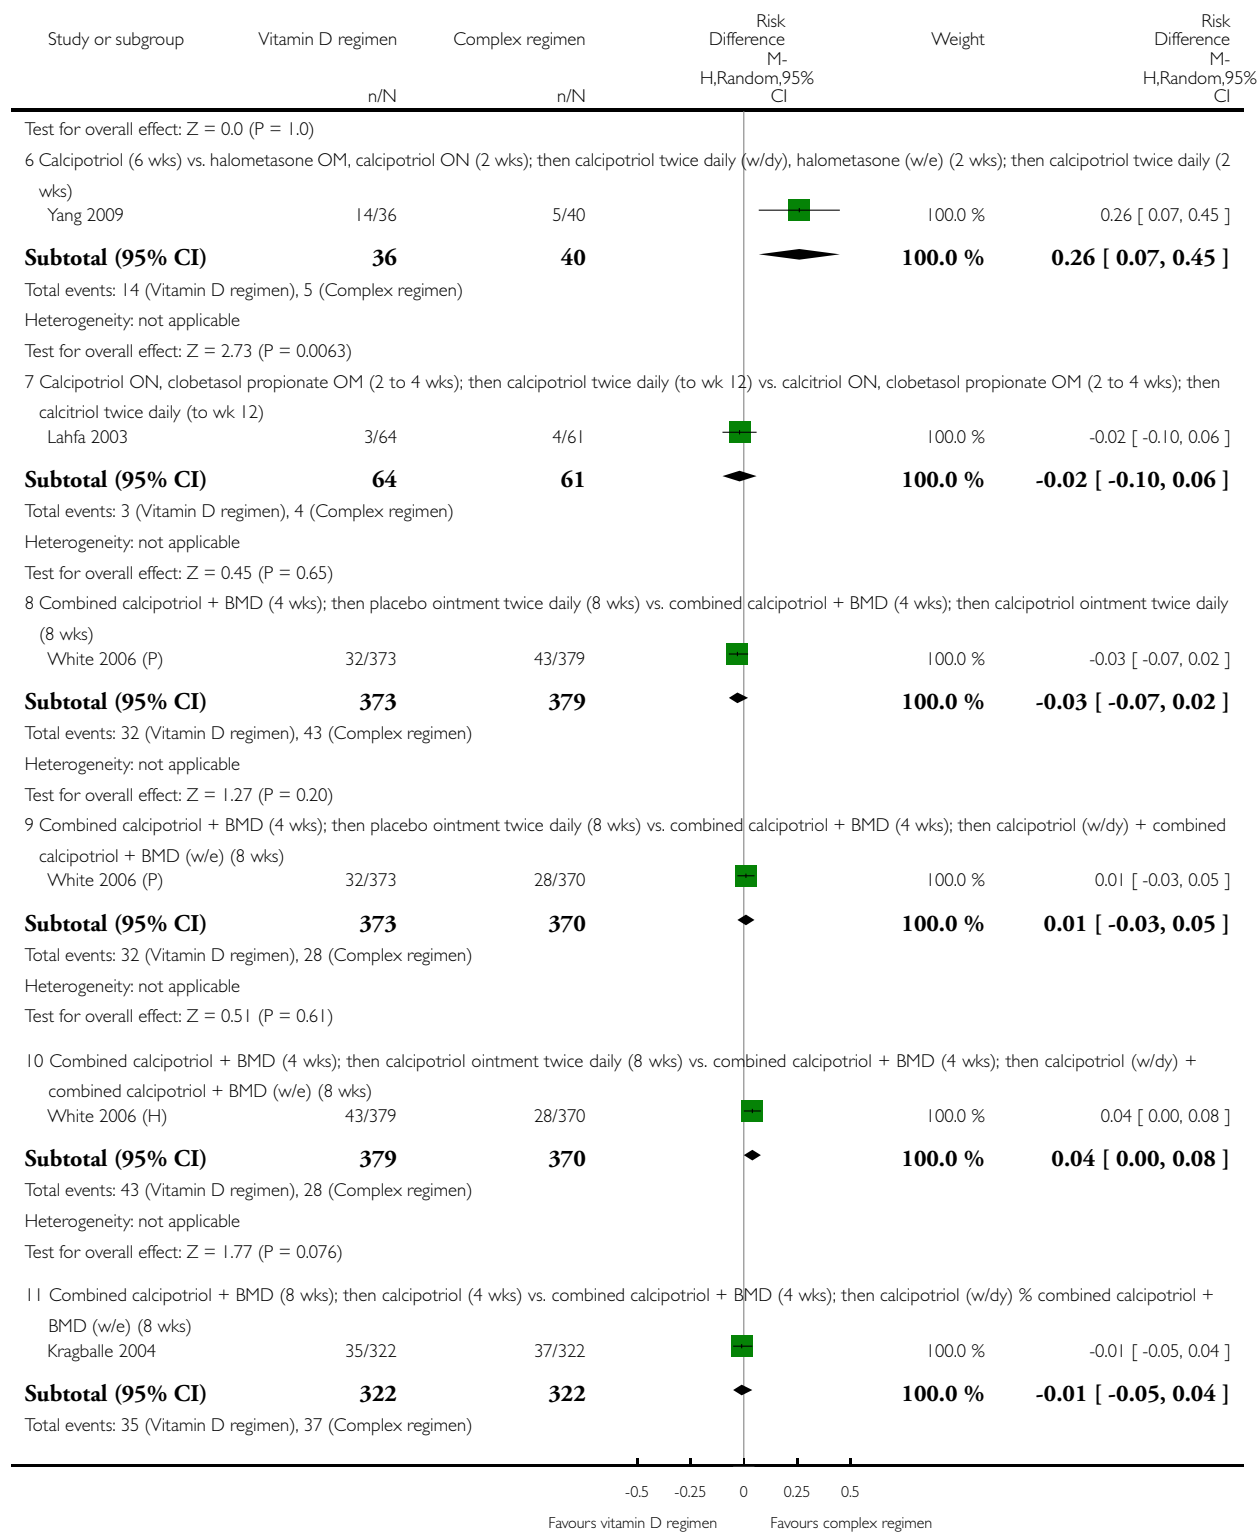 Study or subgroup Vitamin D regimen Complex regimen Risk Difference Weight Risk Difference
M-H,Random,95% CI M-H,Random,95% CI
n/N n/N
Test for overall effect: Z = 0.0 (P = 1.0)
6 Calcipotriol (6 wks) vs. halometasone OM, calcipotriol ON (2 wks); then calcipotriol twice daily (w/dy), halometasone (w/e) (2 wks); then calcipotriol twice daily (2
wks)
Yang 2009 14/36 5/40 100.0 % 0.26 [ 0.07, 0.45 ]
Subtotal (95% CI) 36 40 100.0 % 0.26 [ 0.07, 0.45 ]
Total events: 14 (Vitamin D regimen), 5 (Complex regimen)
Heterogeneity: not applicable
Test for overall effect: Z = 2.73 (P = 0.0063)
7 Calcipotriol ON, clobetasol propionate OM (2 to 4 wks); then calcipotriol twice daily (to wk 12) vs. calcitriol ON, clobetasol propionate OM (2 to 4 wks); then
calcitriol twice daily (to wk 12)
Lahfa 2003 3/64 4/61 100.0 % -0.02 [ -0.10, 0.06 ]
Subtotal (95% CI) 64 61 100.0 % -0.02 [ -0.10, 0.06 ]
Total events: 3 (Vitamin D regimen), 4 (Complex regimen)
Heterogeneity: not applicable
Test for overall effect: Z = 0.45 (P = 0.65)
8 Combined calcipotriol + BMD (4 wks); then placebo ointment twice daily (8 wks) vs. combined calcipotriol + BMD (4 wks); then calcipotriol ointment twice daily
(8 wks)
White 2006 (P) 32/373 43/379 100.0 % -0.03 [ -0.07, 0.02 ]
Subtotal (95% CI) 373 379 100.0 % -0.03 [ -0.07, 0.02 ]
Total events: 32 (Vitamin D regimen), 43 (Complex regimen)
Heterogeneity: not applicable
Test for overall effect: Z = 1.27 (P = 0.20)
9 Combined calcipotriol + BMD (4 wks); then placebo ointment twice daily (8 wks) vs. combined calcipotriol + BMD (4 wks); then calcipotriol (w/dy) + combined
calcipotriol + BMD (w/e) (8 wks)
White 2006 (P) 32/373 28/370 100.0 % 0.01 [ -0.03, 0.05 ]
Subtotal (95% CI) 373 370 100.0 % 0.01 [ -0.03, 0.05 ]
Total events: 32 (Vitamin D regimen), 28 (Complex regimen)
Heterogeneity: not applicable
Test for overall effect: Z = 0.51 (P = 0.61)
10 Combined calcipotriol + BMD (4 wks); then calcipotriol ointment twice daily (8 wks) vs. combined calcipotriol + BMD (4 wks); then calcipotriol (w/dy) +
combined calcipotriol + BMD (w/e) (8 wks)
White 2006 (H) 43/379 28/370 100.0 % 0.04 [ 0.00, 0.08 ]
Subtotal (95% CI) 379 370 100.0 % 0.04 [ 0.00, 0.08 ]
Total events: 43 (Vitamin D regimen), 28 (Complex regimen)
Heterogeneity: not applicable
Test for overall effect: Z = 1.77 (P = 0.076)
11 Combined calcipotriol + BMD (8 wks); then calcipotriol (4 wks) vs. combined calcipotriol + BMD (4 wks); then calcipotriol (w/dy) % combined calcipotriol +
BMD (w/e) (8 wks)
Kragballe 2004 35/322 37/322 100.0 % -0.01 [ -0.05, 0.04 ]
Subtotal (95% CI) 322 322 100.0 % -0.01 [ -0.05, 0.04 ]
Total events: 35 (Vitamin D regimen), 37 (Complex regimen)
-0.5 -0.25 0 0.25 0.5
Favours vitamin D regimen Favours complex regimen